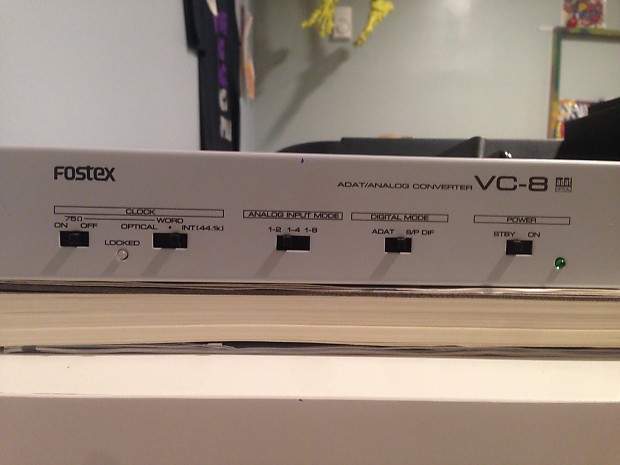 FOSTEX
ADAT/ANALOG CONVERTER VC-8
CLOCK
75Ω
ON OFF
WORD
OPTICAL • INT(44.1k)
LOCKED
ANALOG INPUT MODE
1-2 1-4 1-8
DIGITAL MODE
ADAT S/P DIF
POWER
STBY ON